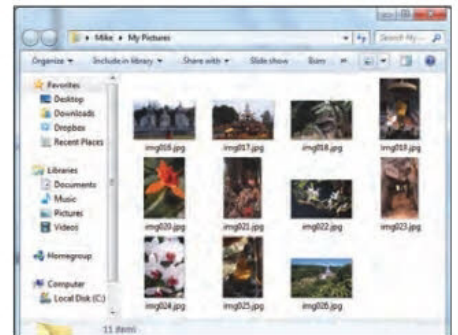 Mike ▸ My Pictures
Search My...
Organize
Include in library
Share with
Slide show
Burn
Favorites
Desktop
Downloads
Dropbox
Recent Places
Libraries
Documents
Music
Pictures
Videos
Homegroup
Computer
Local Disk (C:)
img016.jpg
img017.jpg
img018.jpg
img019.jpg
img020.jpg
img021.jpg
img022.jpg
img023.jpg
img024.jpg
img025.jpg
img026.jpg
11 items